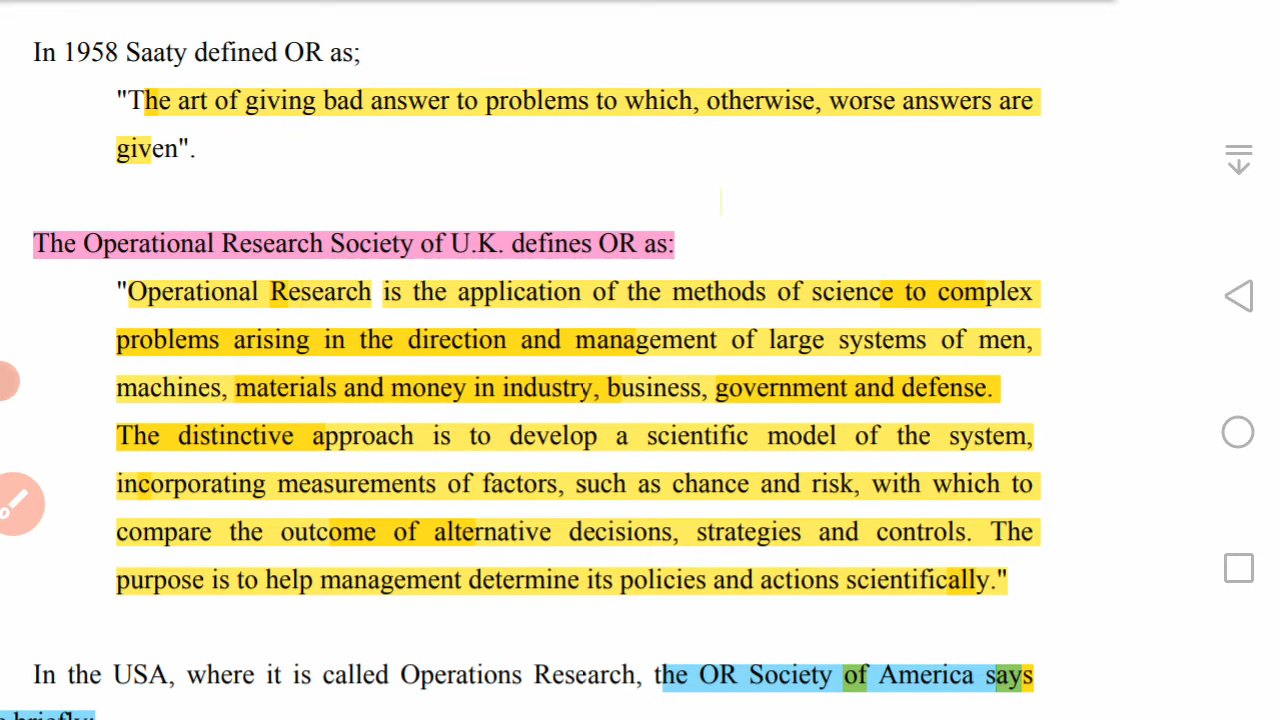 In 1958 Saaty defined OR as;
"The art of giving bad answer to problems to which, otherwise, worse answers are
given".
The Operational Research Society of U.K. defines OR as:
"Operational Research is the application of the methods of science to complex
problems arising in the direction and management of large systems of men,
machines, materials and money in industry, business, government and defense.
The distinctive approach is to develop a scientific model of the system,
incorporating measurements of factors, such as chance and risk, with which to
compare the outcome of alternative decisions, strategies and controls. The
purpose is to help management determine its policies and actions scientifically."
In the USA, where it is called Operations Research, the OR Society of America says
briefly: